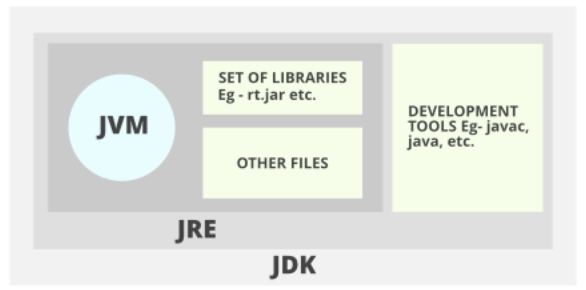 JVM
SET OF LIBRARIES
Eg - rt.jar etc.
OTHER FILES
DEVELOPMENT
TOOLS Eg- javac,
java, etc.
JRE
JDK